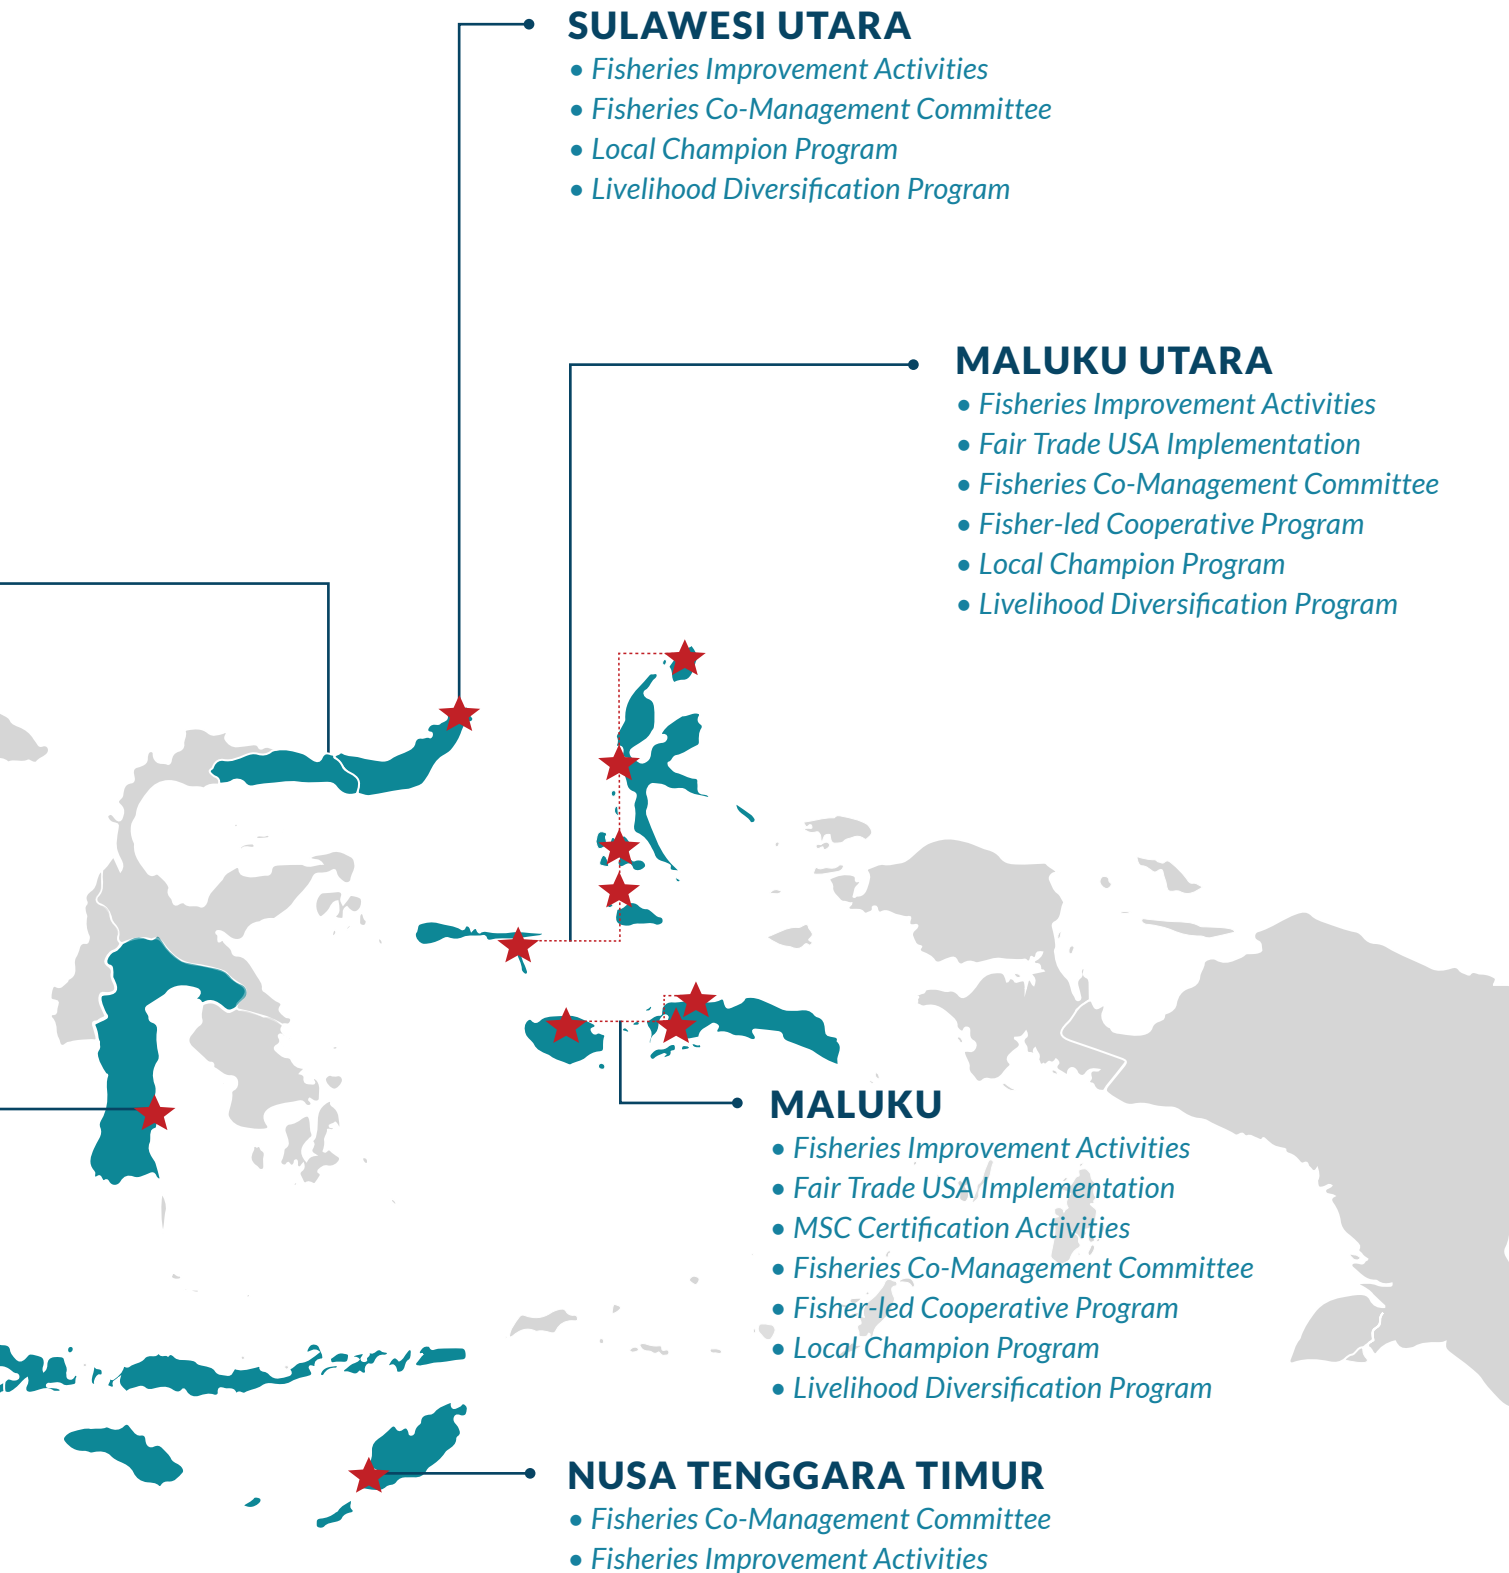 SULAWESI UTARA
• Fisheries Improvement Activities
• Fisheries Co-Management Committee
• Local Champion Program
• Livelihood Diversification Program
MALUKU UTARA
• Fisheries Improvement Activities
• Fair Trade USA Implementation
• Fisheries Co-Management Committee
• Fisher-led Cooperative Program
• Local Champion Program
• Livelihood Diversification Program
MALUKU
• Fisheries Improvement Activities
• Fair Trade USA Implementation
• MSC Certification Activities
• Fisheries Co-Management Committee
• Fisher-led Cooperative Program
• Local Champion Program
• Livelihood Diversification Program
NUSA TENGGARA TIMUR
• Fisheries Co-Management Committee
• Fisheries Improvement Activities